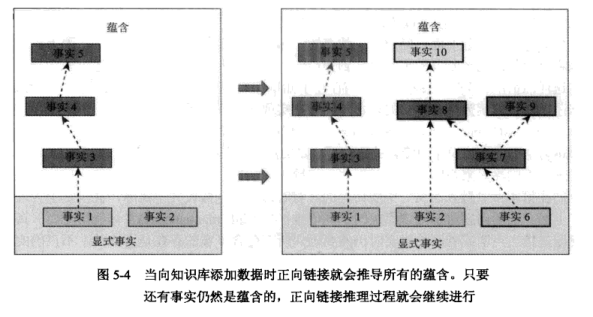 蕴含
蕴含
事实 5
事实 5
事实 10
事实 4
事实 4
事实 8
事实 9
事实 3
事实 3
事实 7
事实 1
事实 2
事实 1
事实 2
事实 6
显式事实
显式事实
图 5-4 当向知识库添加数据时正向链接就会推导所有的蕴含。只要
还有事实仍然是蕴含的，正向链接推理过程就会继续进行